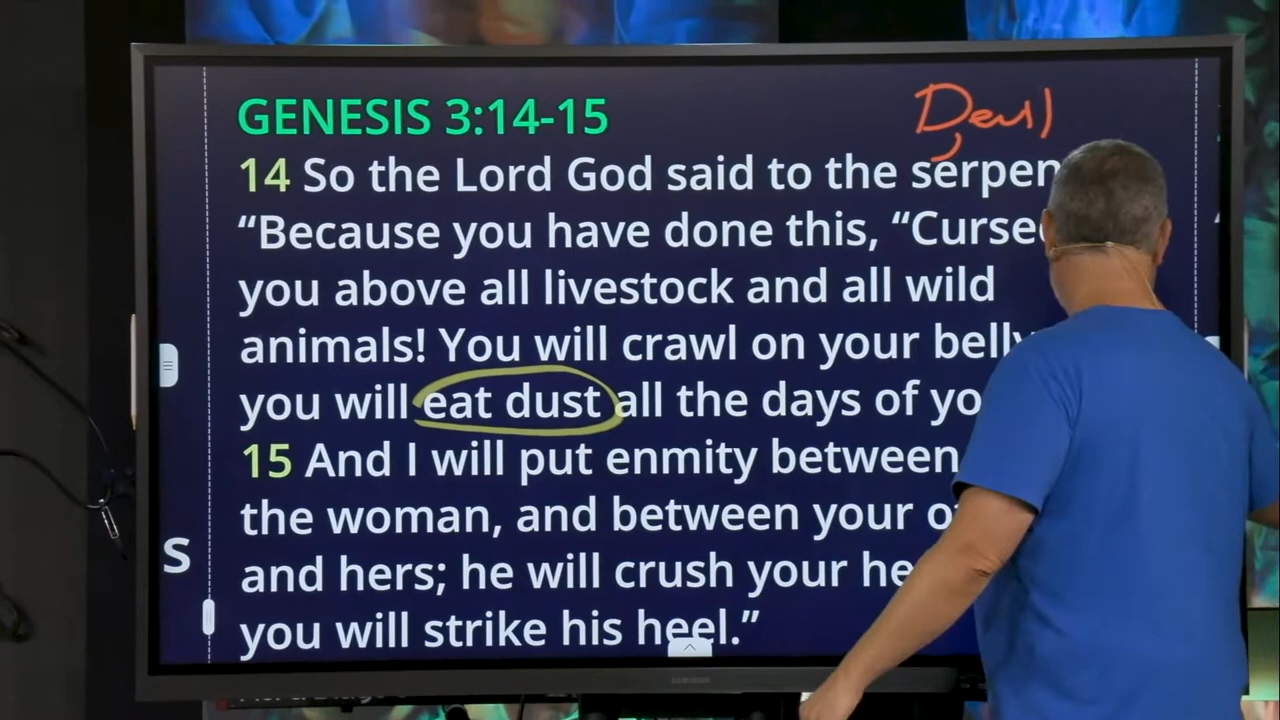 GENESIS 3:14-15
Devil
14 So the Lord God said to the serpen
“Because you have done this, “Curse
you above all livestock and all wild
animals! You will crawl on your belly
you will eat dust all the days of yo
15 And I will put enmity between
the woman, and between your o
S
and hers; he will crush your he
you will strike his heel.”
SAMSUNG